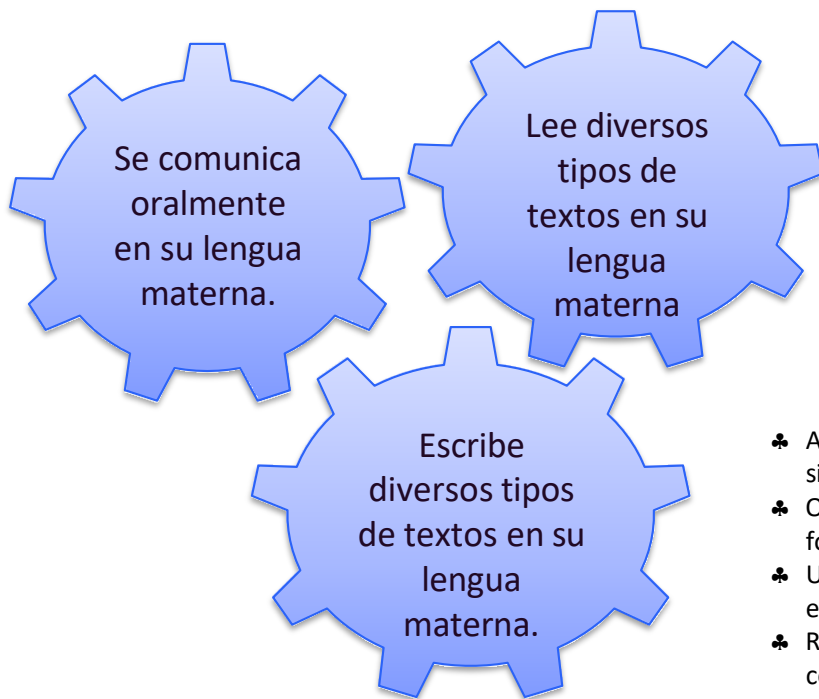 Se comunica
oralmente
en su lengua
materna.
Lee diversos
tipos de
textos en su
lengua
materna
Escribe
diversos tipos
de textos en su
lengua
materna.